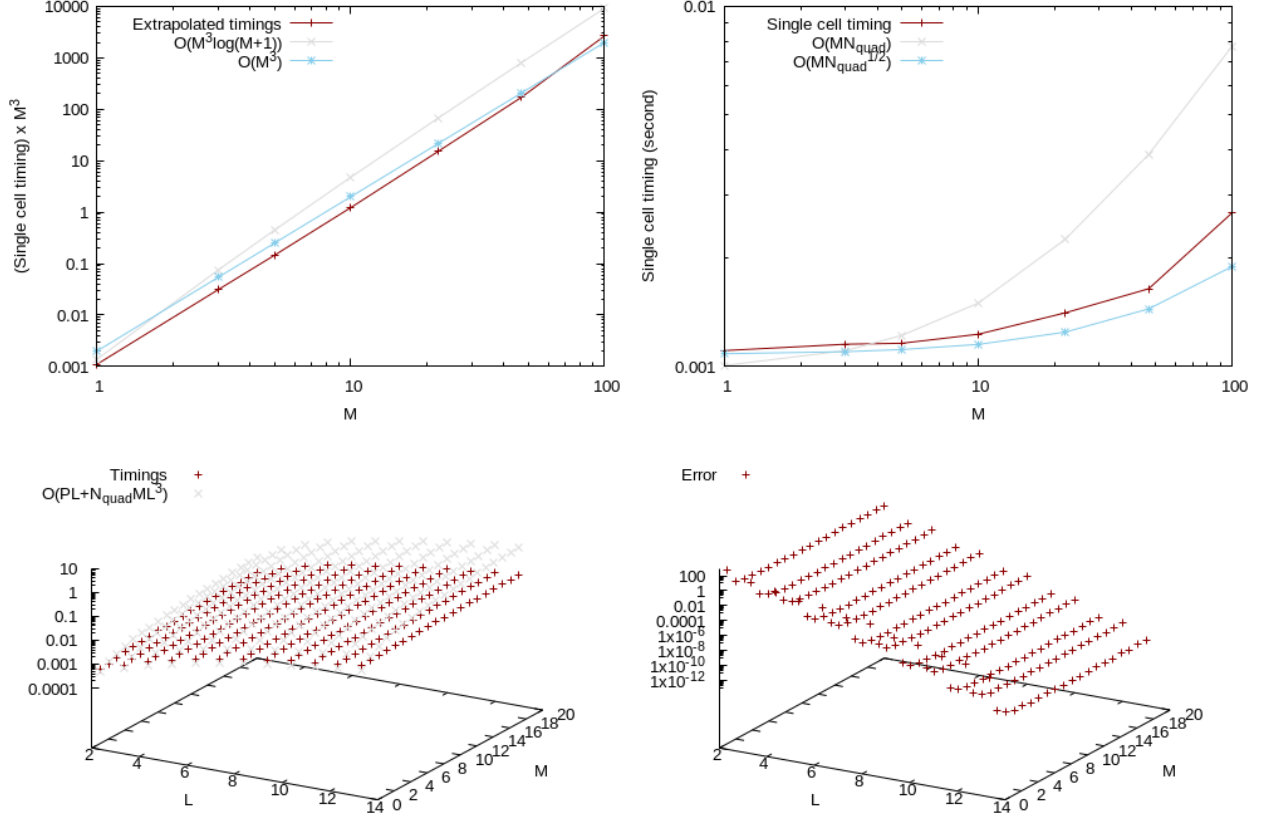 Extrapolated timings
O(M³log(M+1))
O(M³)
10000
1000
100
10
1
0.1
0.01
0.001
1 10 100
M
(Single cell timing) x M³
Single cell timing
O(MN_quad)
O(MN_quad^1/2)
0.01
0.001
1 10 100
M
Single cell timing (second)
Timings
O(PL+N_quadML³)
10
1
0.1
0.01
0.001
0.0001
2 4 6 8 10 12 14
L
0 2 4 6 8 10 12 14 16 18 20
M
Error
100
1
0.01
0.0001
1x10⁻⁶
1x10⁻⁸
1x10⁻¹⁰
1x10⁻¹²
2 4 6 8 10 12 14
L
0 2 4 6 8 10 12 14 16 18 20
M